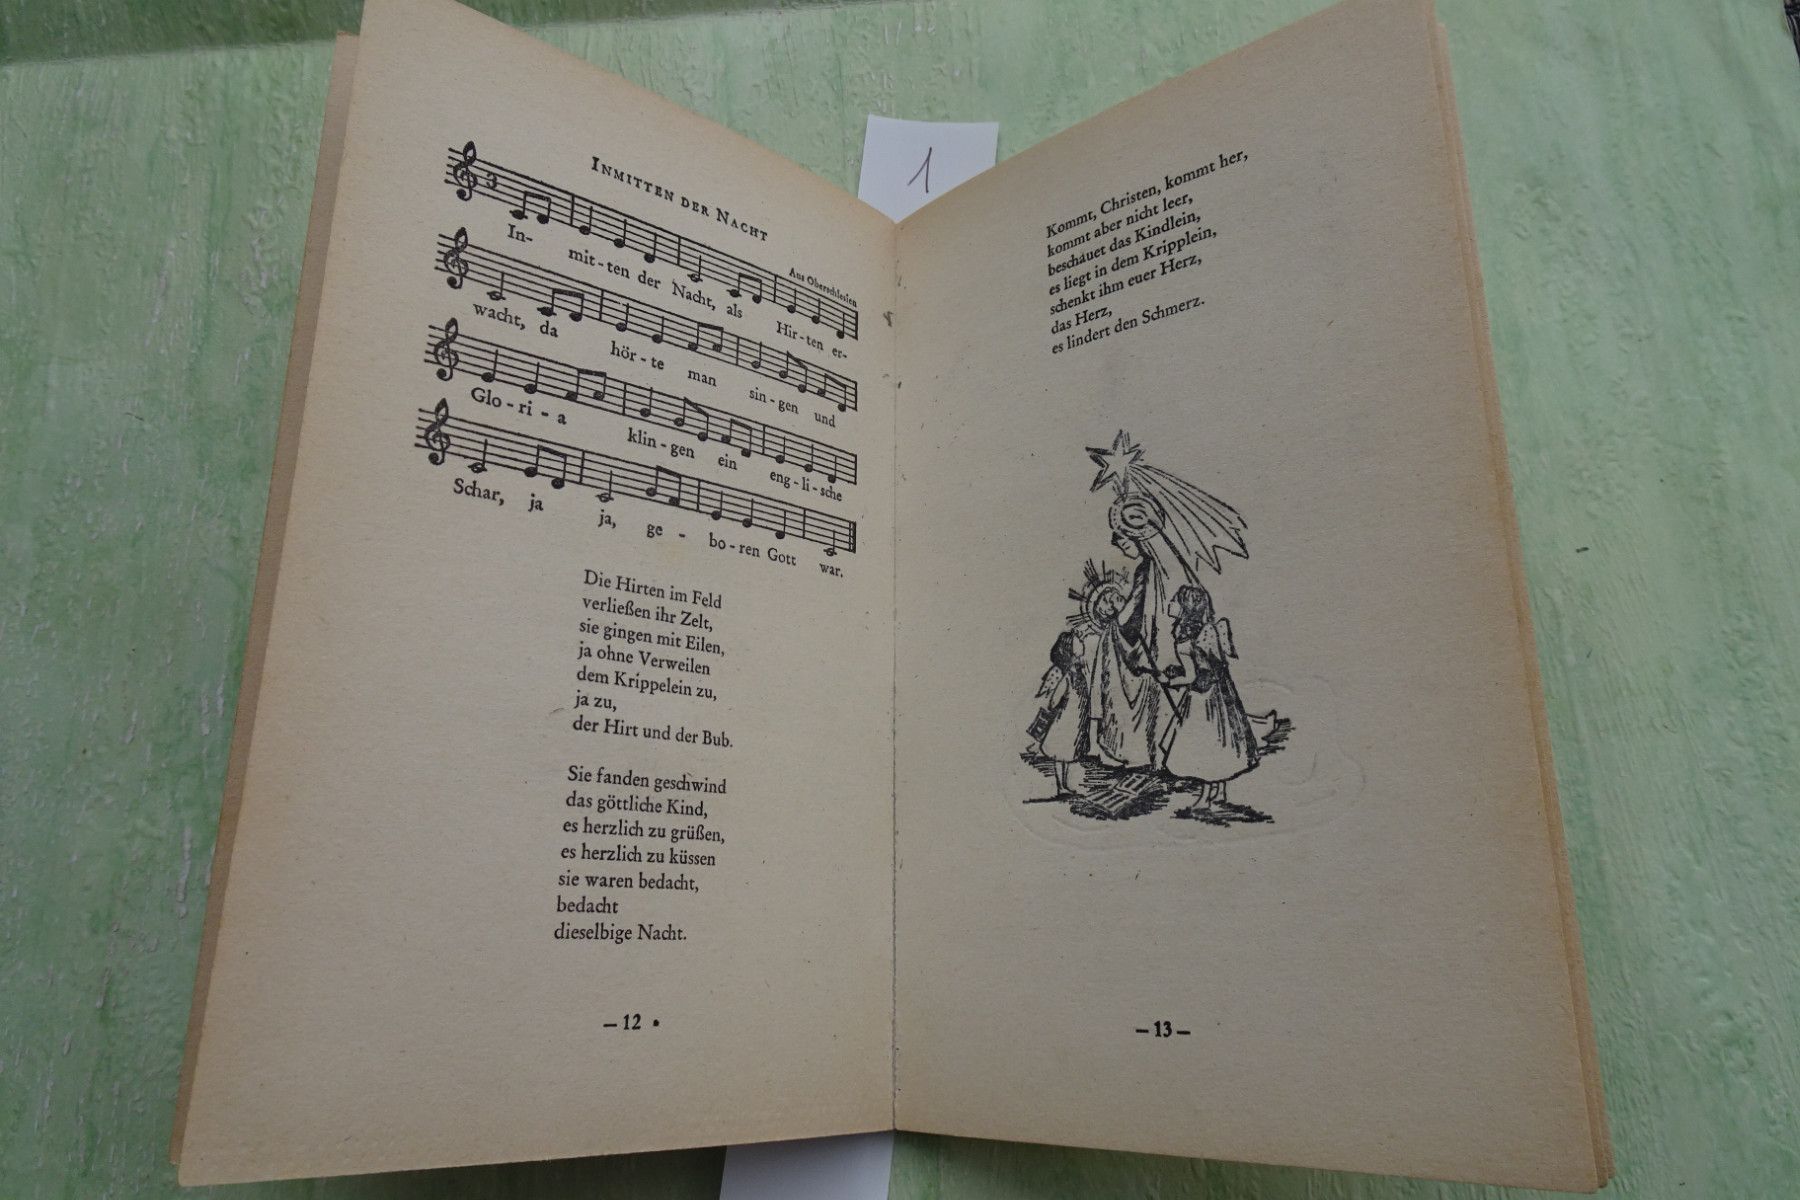 INMITTEN DER NACHT
Aus Oberschlesien
3
In- mit-ten der Nacht, als Hir-ten er-
wacht, da hör-te man sin-gen und
Glo-ri-a klin-gen ein eng-li-sche
Schar, ja ja, ge - bo-ren Gott war.
Die Hirten im Feld
verließen ihr Zelt,
sie gingen mit Eilen,
ja ohne Verweilen
dem Krippelein zu,
ja zu,
der Hirt und der Bub.
Sie fanden geschwind
das göttliche Kind,
es herzlich zu grüßen,
es herzlich zu küssen
sie waren bedacht,
bedacht
dieselbige Nacht.
– 12 •
1
Kommt, Christen, kommt her,
kommt aber nicht leer,
beschauet das Kindlein,
es liegt in dem Kripplein,
schenkt ihm euer Herz,
das Herz,
es lindert den Schmerz.
– 13 –